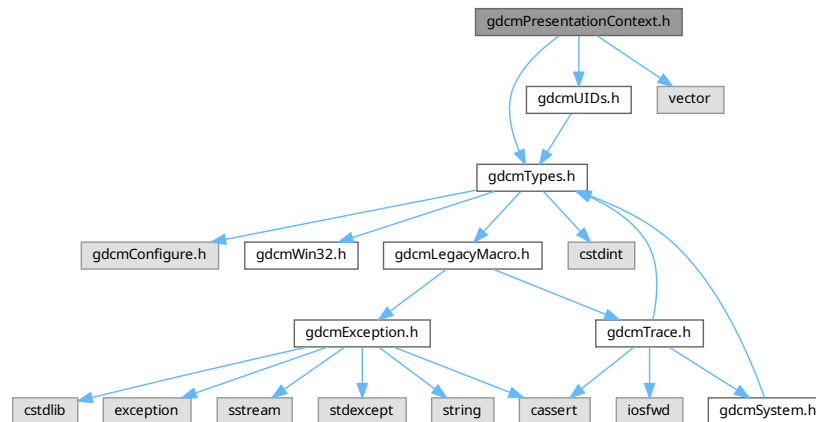 gdcmPresentationContext.h
gdcmUIDs.h
vector
gdcmTypes.h
gdcmConfigure.h
gdcmWin32.h
gdcmLegacyMacro.h
cstdint
gdcmException.h
gdcmTrace.h
cstdlib
exception
sstream
stdexcept
string
cassert
iosfwd
gdcmSystem.h